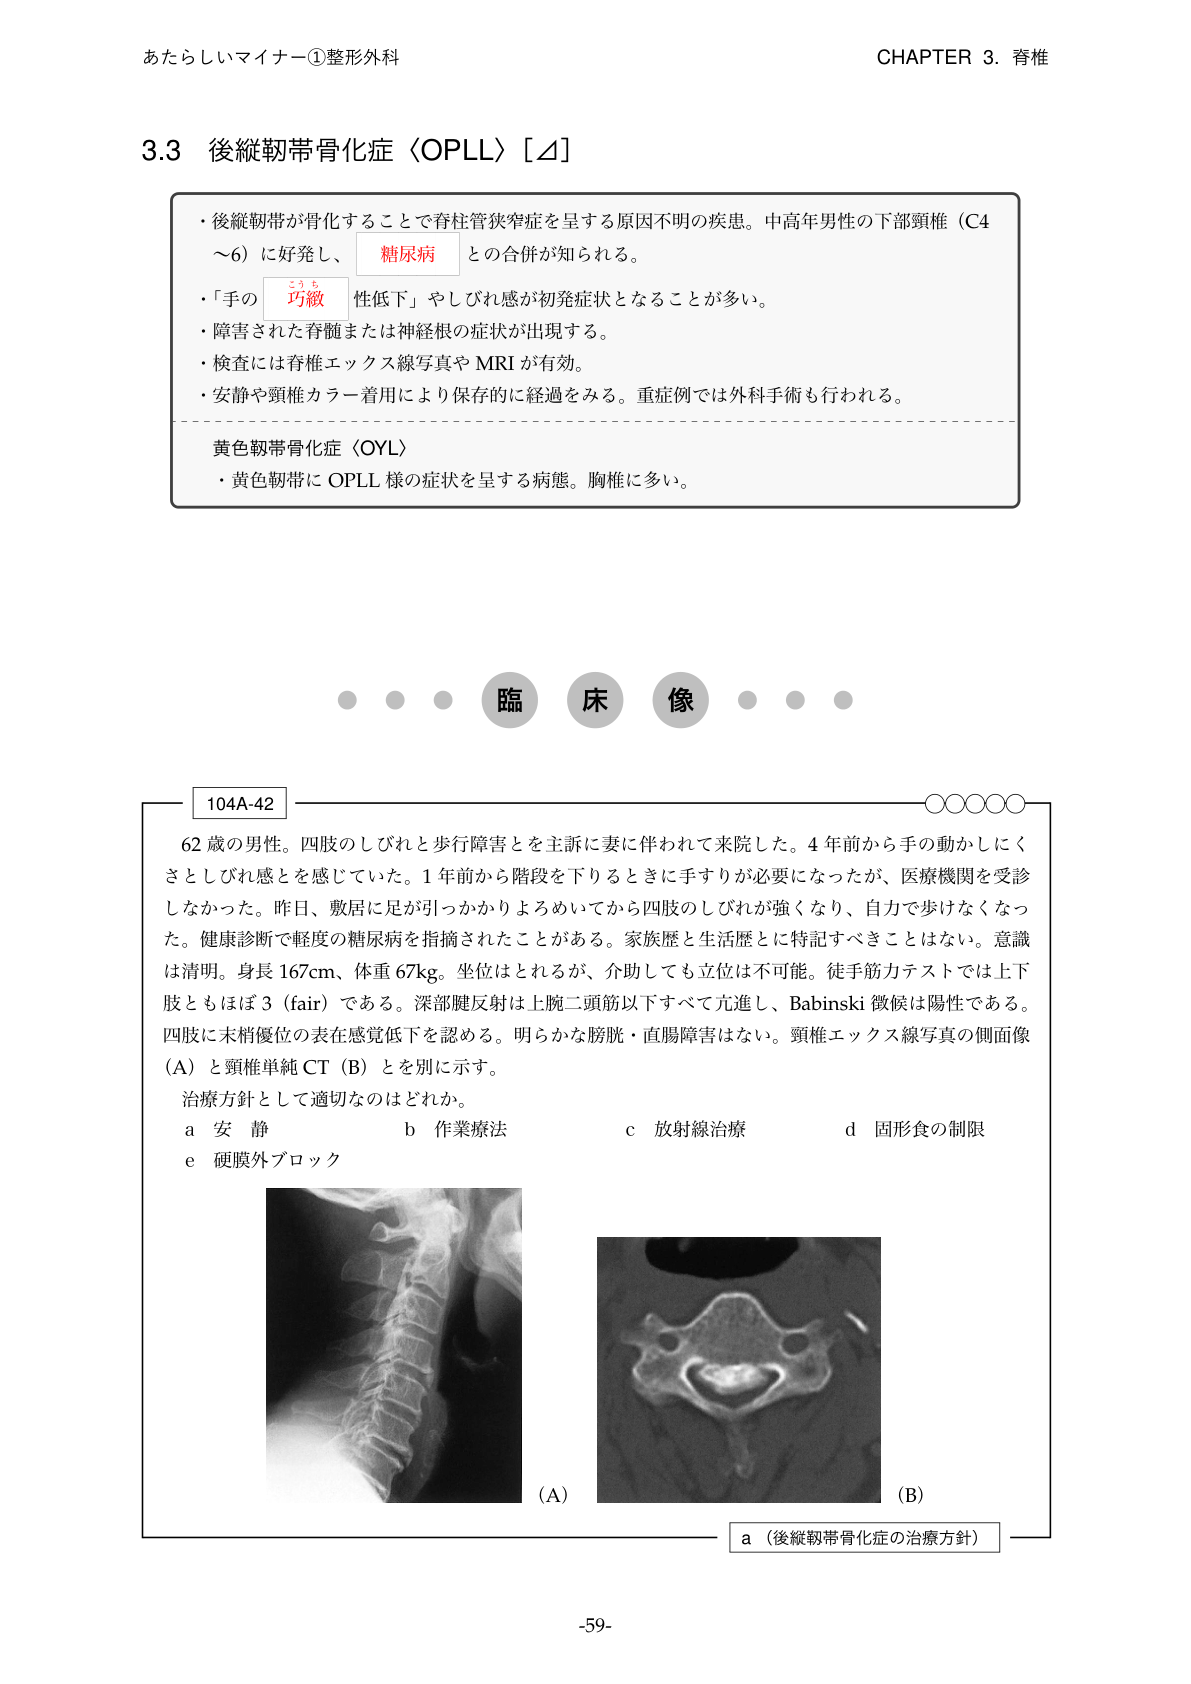 あたらしいマイナー①整形外科
CHAPTER 3. 脊椎
3.3 後縦靭帯骨化症〈OPLL〉[⊿]
・後縦靭帯が骨化することで脊柱管狭窄症を呈する原因不明の疾患。中高年男性の下部頸椎（C4
〜6）に好発し、 糖尿病 との合併が知られる。
こうち
・「手の 巧緻 性低下」やしびれ感が初発症状となることが多い。
・障害された脊髄または神経根の症状が出現する。
・検査には脊椎エックス線写真や MRI が有効。
・安静や頸椎カラー着用により保存的に経過をみる。重症例では外科手術も行われる。
黄色靭帯骨化症〈OYL〉
・黄色靭帯に OPLL 様の症状を呈する病態。胸椎に多い。
臨床像
104A-42
62 歳の男性。四肢のしびれと歩行障害とを主訴に妻に伴われて来院した。4 年前から手の動かしにく
さとしびれ感とを感じていた。1 年前から階段を下りるときに手すりが必要になったが、医療機関を受診
しなかった。昨日、敷居に足が引っかかりよろめいてから四肢のしびれが強くなり、自力で歩けなくなっ
た。健康診断で軽度の糖尿病を指摘されたことがある。家族歴と生活歴とに特記すべきことはない。意識
は清明。身長 167cm、体重 67kg。坐位はとれるが、介助しても立位は不可能。徒手筋力テストでは上下
肢ともほぼ 3（fair）である。深部腱反射は上腕二頭筋以下すべて亢進し、Babinski 徴候は陽性である。
四肢に末梢優位の表在感覚低下を認める。明らかな膀胱・直腸障害はない。頸椎エックス線写真の側面像
（A）と頸椎単純 CT（B）とを別に示す。
治療方針として適切なのはどれか。
a 安 静 b 作業療法 c 放射線治療 d 固形食の制限
e 硬膜外ブロック
（A）
（B）
a （後縦靭帯骨化症の治療方針）
-59-